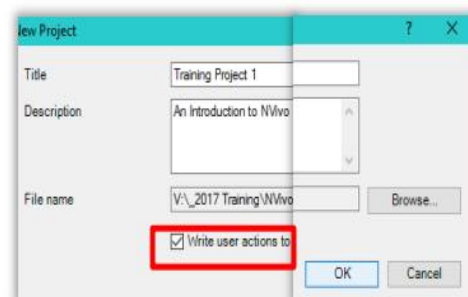 New Project ? X
Title Training Project 1
Description An Introduction to NVivo
File name V:\_2017 Training\NVivo Browse...
Write user actions to
OK Cancel